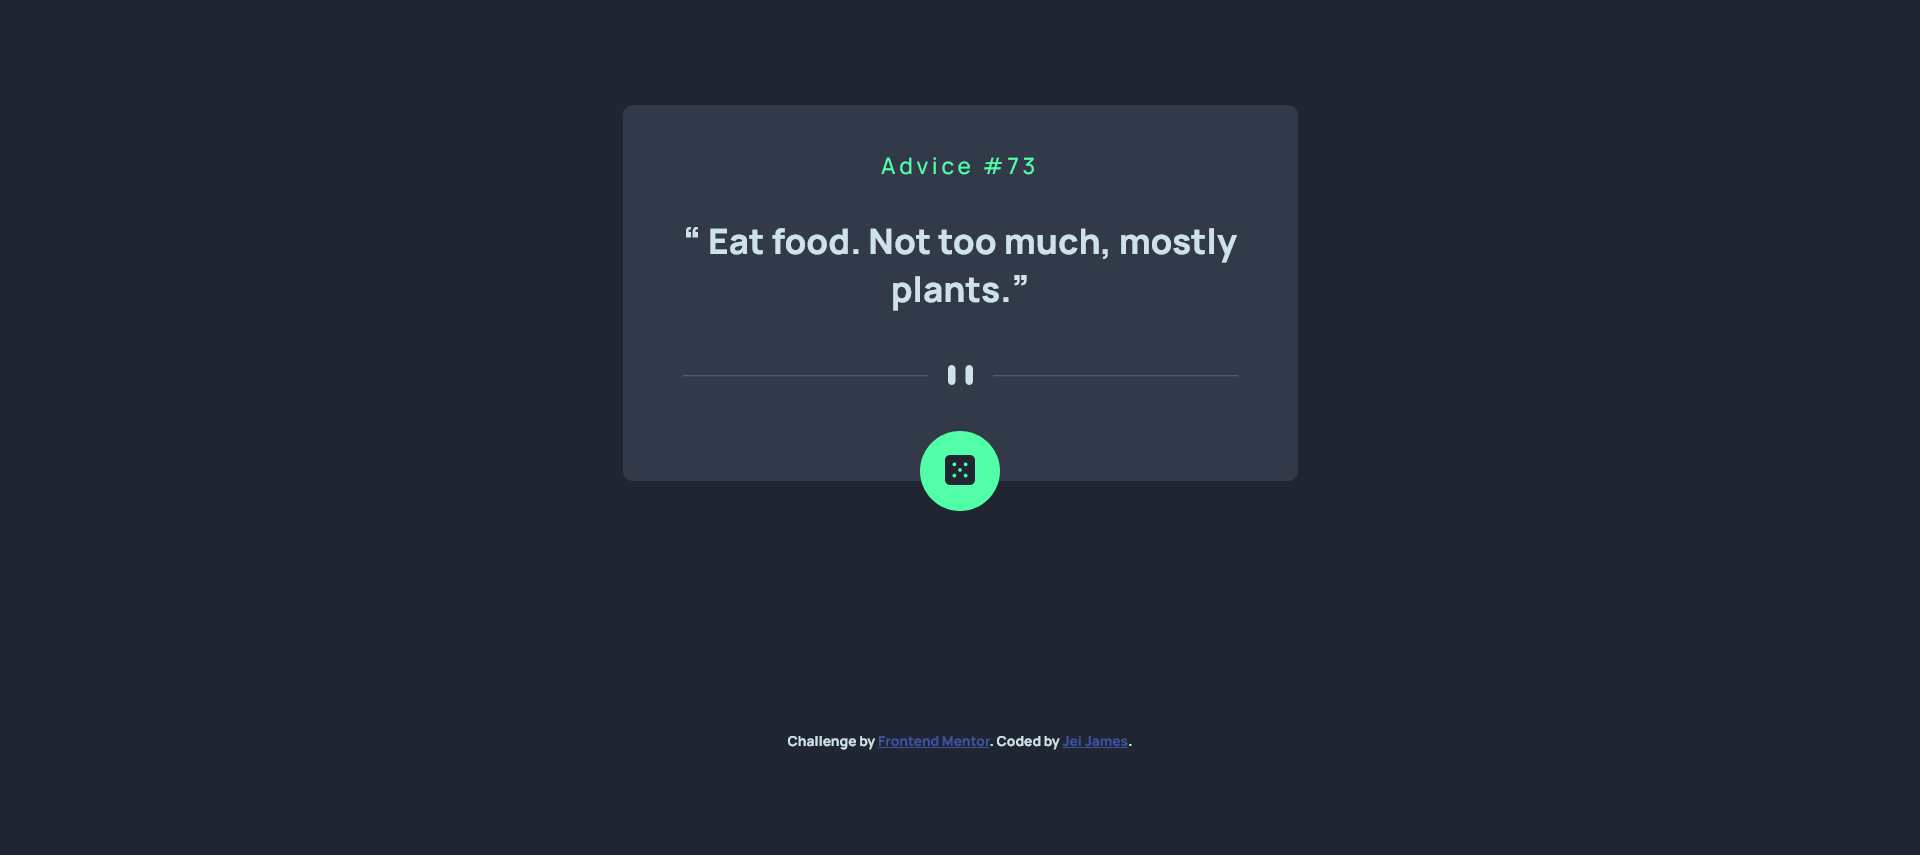 Advice #73
“ Eat food. Not too much, mostly
plants.”
Challenge by Frontend Mentor. Coded by Jei James.